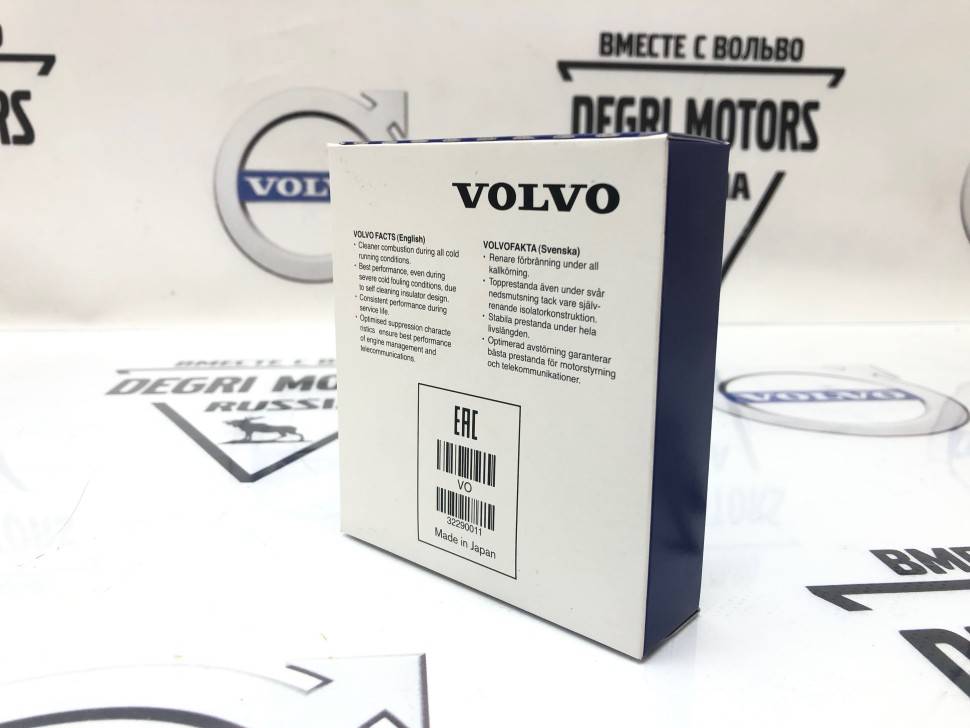 ВМЕСТЕ С ВОЛЬВО
DEGRI MOTORS
RS
VOLVO
VOLVO FACTS (English)
· Cleaner combustion during all cold
running conditions.
· Best performance, even during
severe cold fouling conditions, due
to self cleaning insulator design.
· Consistent performance during
service life.
· Optimised suppression characte
ristics ensure best performance
of engine management and
telecommunications.
VOLVOFAKTA (Svenska)
· Renare förbränning under all
kallkörning.
· Topprestanda även under svår
nedsmutsning tack vare själv-
renande isolatorkonstruktion.
· Stabila prestanda under hela
livslängden.
· Optimerad avstörning garanterar
bästa prestanda för motorstyrning
och telekommunikationer.
EAC
VO
32290011
Made in Japan
VOL
ВМЕСТЕ С В
DEGRI MO
RUSSI
VOLVO
ВМЕ